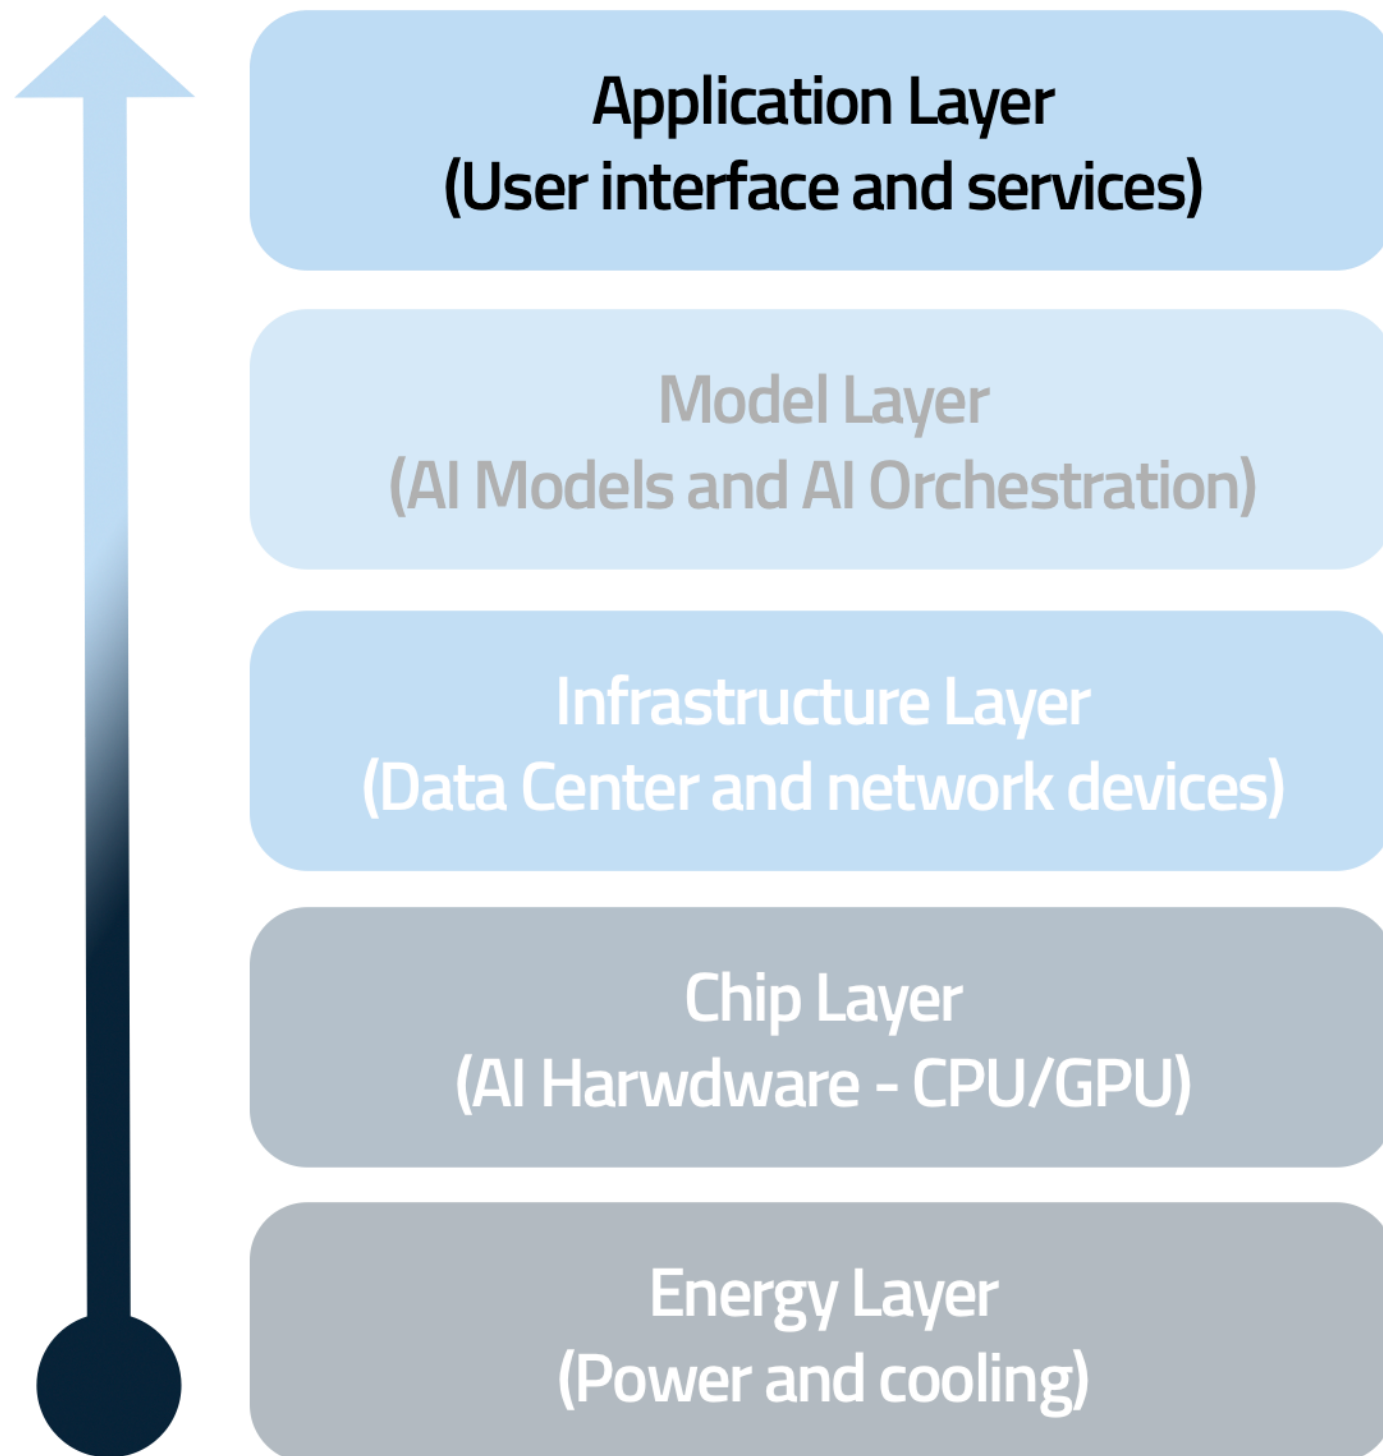 Application Layer
(User interface and services)
Model Layer
(AI Models and AI Orchestration)
Infrastructure Layer
(Data Center and network devices)
Chip Layer
(AI Harwdware - CPU/GPU)
Energy Layer
(Power and cooling)